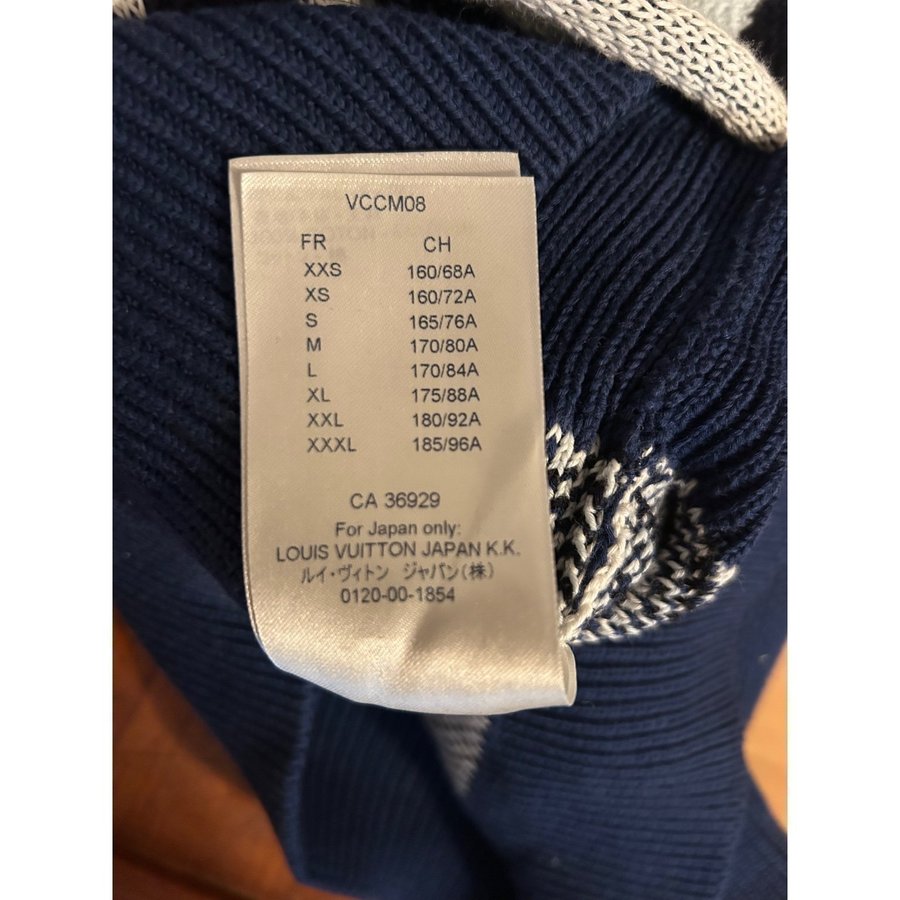 VCCM08
FR CH
XXS 160/68A
XS 160/72A
S 165/76A
M 170/80A
L 170/84A
XL 175/88A
XXL 180/92A
XXXL 185/96A
CA 36929
For Japan only:
LOUIS VUITTON JAPAN K.K.
ルイ・ヴィトン ジャパン(株)
0120-00-1854